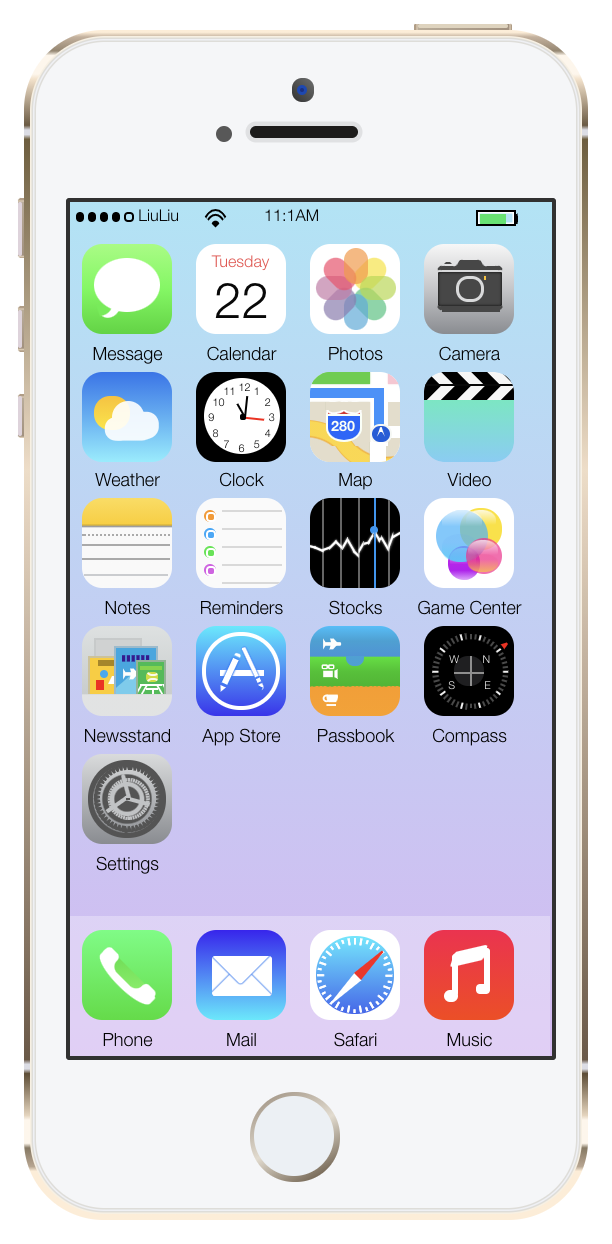 LiuLiu 11:1AM
Tuesday
22
Message Calendar Photos Camera
12
11 1
10 2
9 3
8 4
7 6 5
280
Weather Clock Map Video
Notes Reminders Stocks Game Center
W N
S E
Newsstand App Store Passbook Compass
Settings
Phone Mail Safari Music